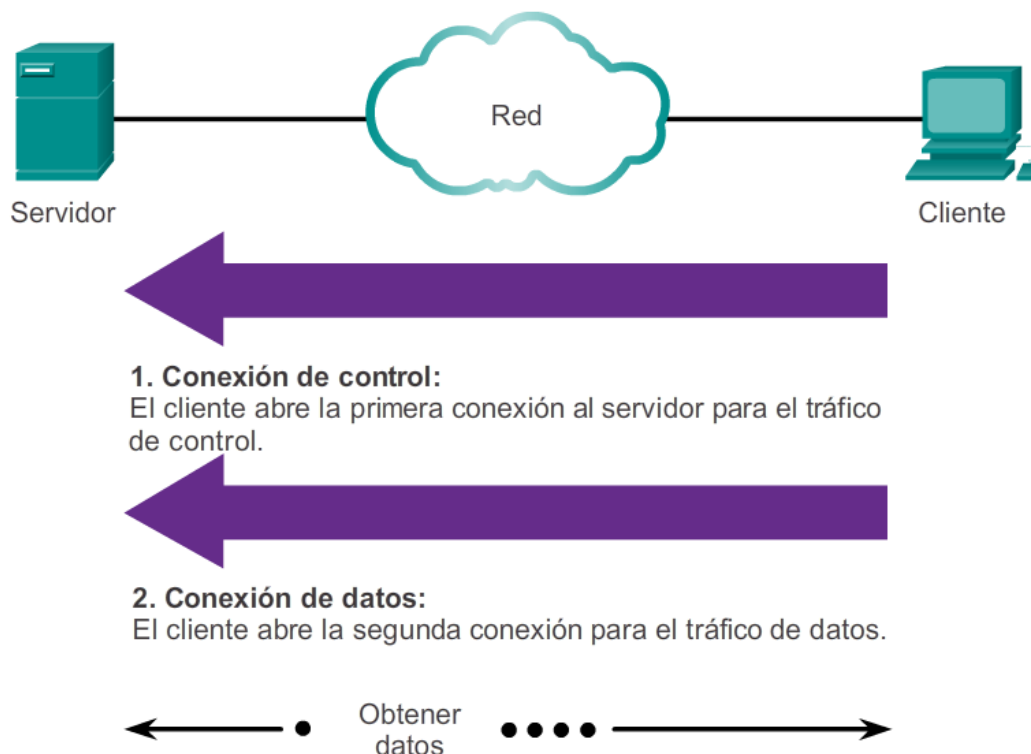 Red
Servidor
Cliente
1. Conexión de control:
El cliente abre la primera conexión al servidor para el tráfico
de control.
2. Conexión de datos:
El cliente abre la segunda conexión para el tráfico de datos.
Obtener
datos